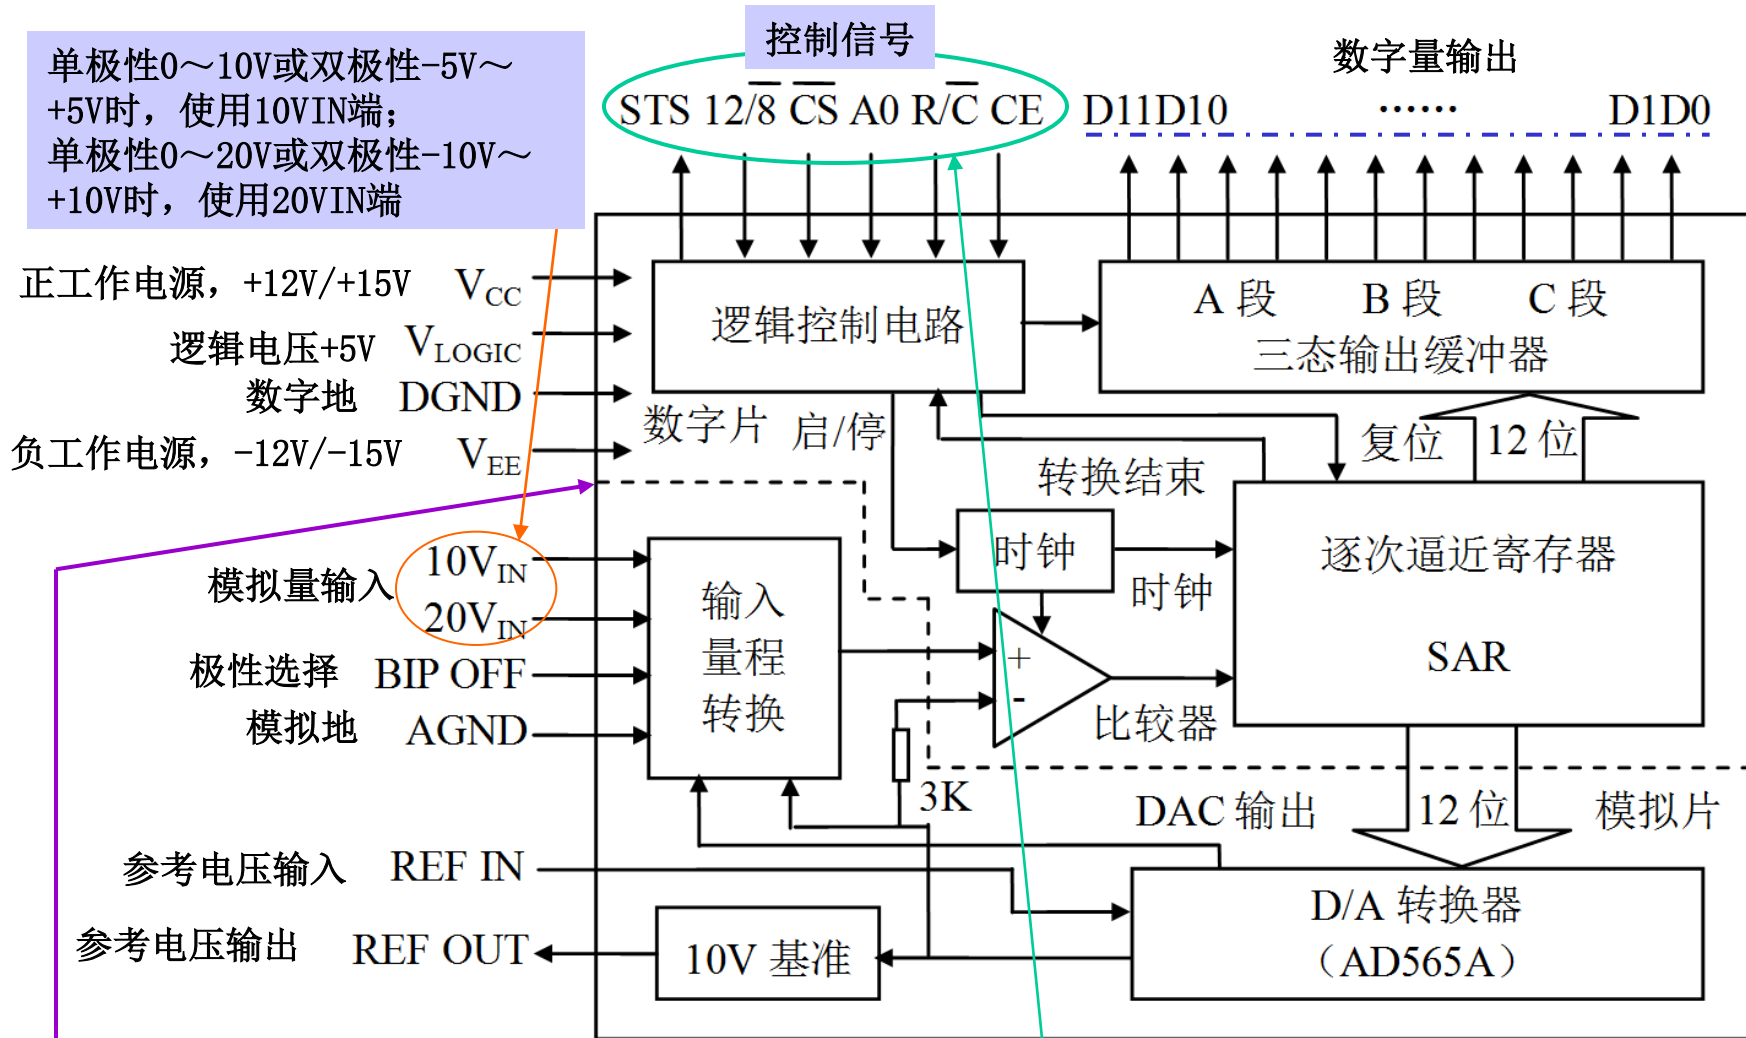 控制信号
单极性0～10V或双极性-5V～
+5V时，使用10VIN端；
单极性0～20V或双极性-10V～
+10V时，使用20VIN端
数字量输出
STS 12/8̅ C̅S̅ A0 R/C̅ CE
D11D10 …… D1D0
正工作电源，+12V/+15V VCC
逻辑电压+5V VLOGIC
数字地 DGND
负工作电源，-12V/-15V VEE
逻辑控制电路
A 段 B 段 C 段
三态输出缓冲器
数字片
启/停
复位
12 位
转换结束
模拟量输入
10VIN
20VIN
极性选择 BIP OFF
模拟地 AGND
输入
量程
转换
时钟
时钟
逐次逼近寄存器
SAR
+
-
比较器
3K
DAC 输出
12 位
模拟片
参考电压输入 REF IN
参考电压输出 REF OUT
10V 基准
D/A 转换器
（AD565A）